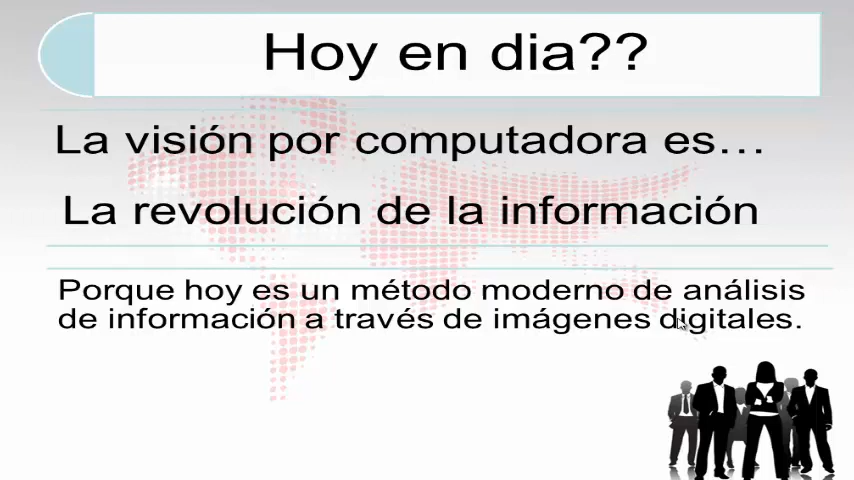 Hoy en dia??
La visión por computadora es…
La revolución de la información
Porque hoy es un método moderno de análisis
de información a través de imágenes digitales.